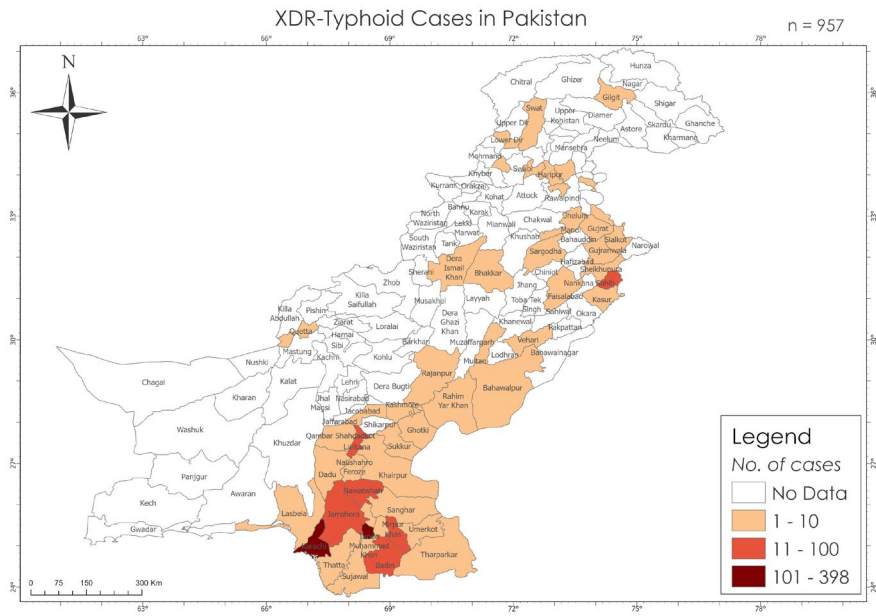 XDR-Typhoid Cases in Pakistan
n = 957
63° 66° 69° 72° 75° 78°
N
36°
33°
30°
27°
24°
Hunza
Chitral
Ghizer
Nagar
Gilgit
Shigar
Swat
Upper Kohistan
Diamer
Ghanche
Upper Dir
Astore
Skardu
Lower Dir
Neelum
Kharmang
Mansehra
Mohmand
Swabi
Haripur
Khyber
Kurram
Orakzai
Kohat
Attock
Rawalpindi
Bannu
Karak
North Waziristan
Lakki Marwat
Mianwali
Chakwal
Jhelum
Gujrat
Khushab
Mandi Bahauddin
Sialkot
Narowal
South Waziristan
Tank
Sargodha
Gujranwala
Hafizabad
Sherani
Dera Ismail Khan
Bhakkar
Chiniot
Sheikhupura
Zhob
Jhang
Nankana Sahib
Killa Saifullah
Musakhel
Layyah
Toba Tek Singh
Faisalabad
Kasur
Killa Abdullah
Pishin
Dera Ghazi Khan
Sahiwal
Okara
Khanewal
Quetta
Ziarat
Loralai
Pakpattan
Harnai
Barkhan
Muzaffargarh
Vehari
Mastung
Sibi
Kachhi
Kohlu
Multan
Lodhran
Bahawalnagar
Nushki
Rajanpur
Chagai
Kalat
Lehri
Dera Bugti
Bahawalpur
Kharan
Jhal Magsi
Nasirabad
Rahim Yar Khan
Jacobabad
Kashmore
Washuk
Jaffarabad
Shikarpur
Ghotki
Khuzdar
Qambar Shahdadkot
Larkana
Sukkur
Naushahro Feroze
Panjgur
Dadu
Khairpur
Kech
Awaran
Nawabshah
Lasbela
Jamshoro
Sanghar
Gwadar
Mirpur Khas
Umerkot
Karachi
Muhammad Khan
Tharparkar
Thatta
Badin
Sujawal
Legend
No. of cases
No Data
1 - 10
11 - 100
101 - 398
0 75 150 300 Km
63° 66° 69° 72° 75° 78°